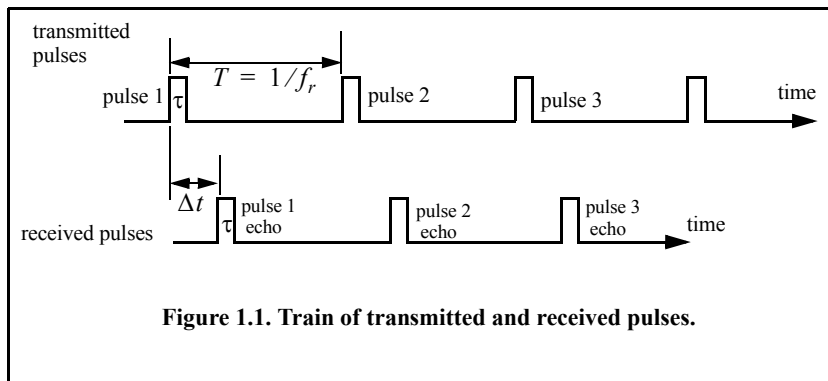 transmitted
pulses
T = 1/f_r
pulse 1
τ
pulse 2
pulse 3
time
Δt
received pulses
τ
pulse 1
echo
pulse 2
echo
pulse 3
echo
time
Figure 1.1. Train of transmitted and received pulses.